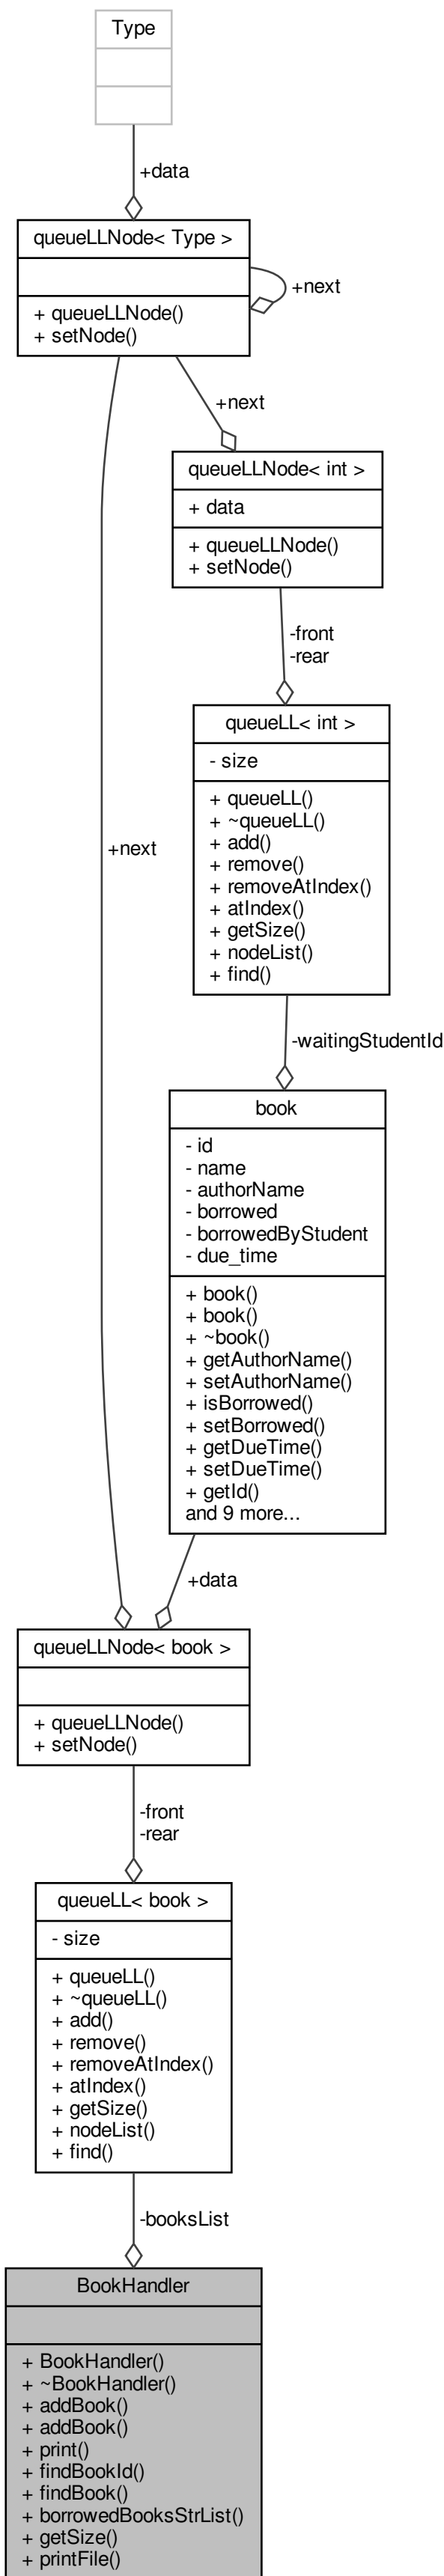 Type
+data
queueLLNode< Type >
+ queueLLNode()
+ setNode()
+next
+next
queueLLNode< int >
+ data
+ queueLLNode()
+ setNode()
-front
-rear
queueLL< int >
- size
+ queueLL()
+ ~queueLL()
+ add()
+ remove()
+ removeAtIndex()
+ atIndex()
+ getSize()
+ nodeList()
+ find()
+next
-waitingStudentId
book
- id
- name
- authorName
- borrowed
- borrowedByStudent
- due_time
+ book()
+ book()
+ ~book()
+ getAuthorName()
+ setAuthorName()
+ isBorrowed()
+ setBorrowed()
+ getDueTime()
+ setDueTime()
+ getId()
and 9 more...
+data
queueLLNode< book >
+ queueLLNode()
+ setNode()
-front
-rear
queueLL< book >
- size
+ queueLL()
+ ~queueLL()
+ add()
+ remove()
+ removeAtIndex()
+ atIndex()
+ getSize()
+ nodeList()
+ find()
-booksList
BookHandler
+ BookHandler()
+ ~BookHandler()
+ addBook()
+ addBook()
+ print()
+ findBookId()
+ findBook()
+ borrowedBooksStrList()
+ getSize()
+ printFile()